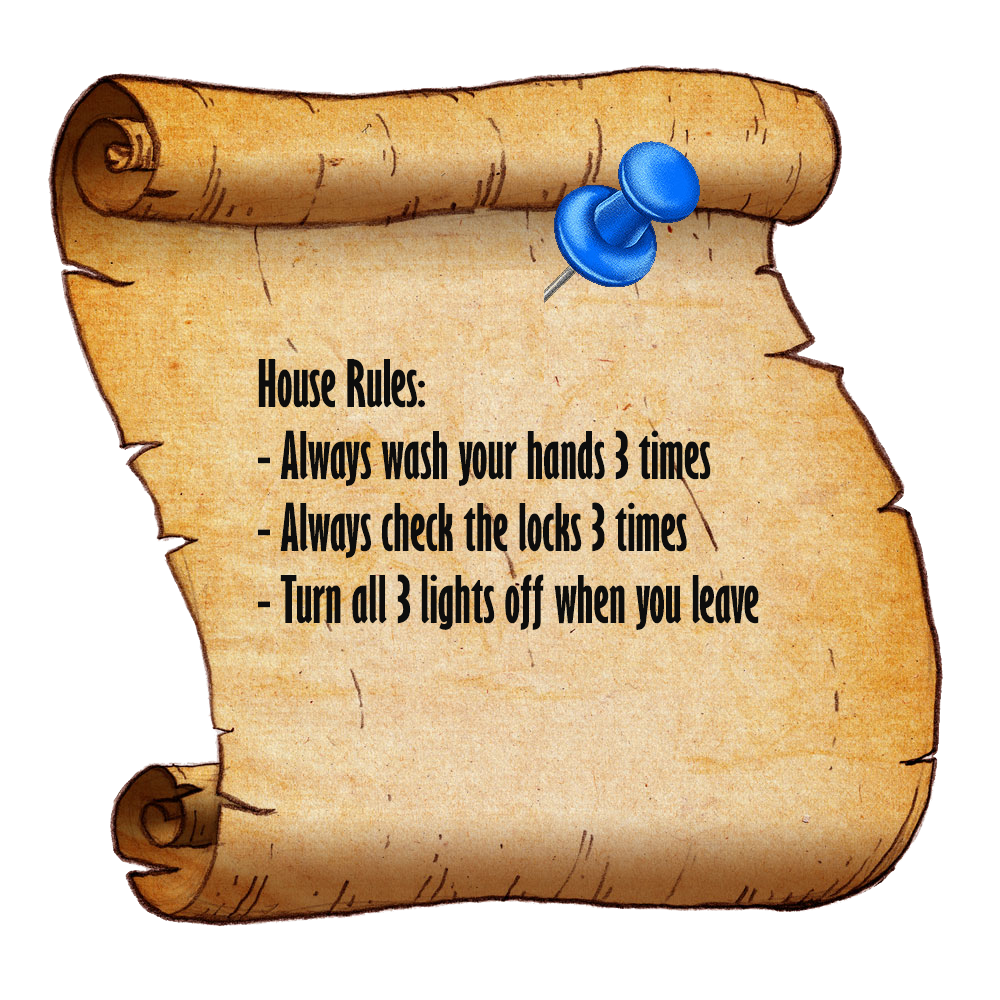 House Rules:
- Always wash your hands 3 times
- Always check the locks 3 times
- Turn all 3 lights off when you leave